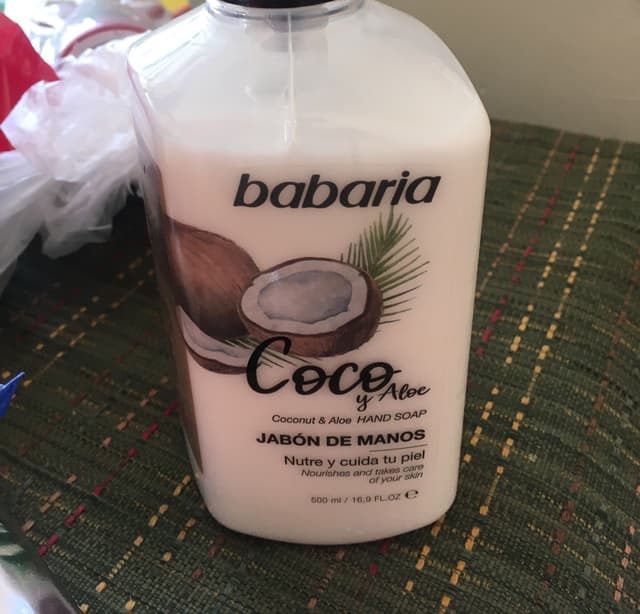 babaria
Coco
y Aloe
Coconut & Aloe HAND SOAP
JABÓN DE MANOS
Nutre y cuida tu piel
Nourishes and takes care
of your skin
500 ml / 16,9 FL.OZ ℮